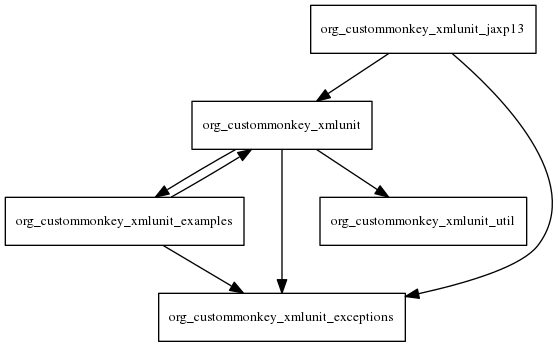 org_custommonkey_xmlunit_jaxp13
org_custommonkey_xmlunit
org_custommonkey_xmlunit_examples
org_custommonkey_xmlunit_util
org_custommonkey_xmlunit_exceptions